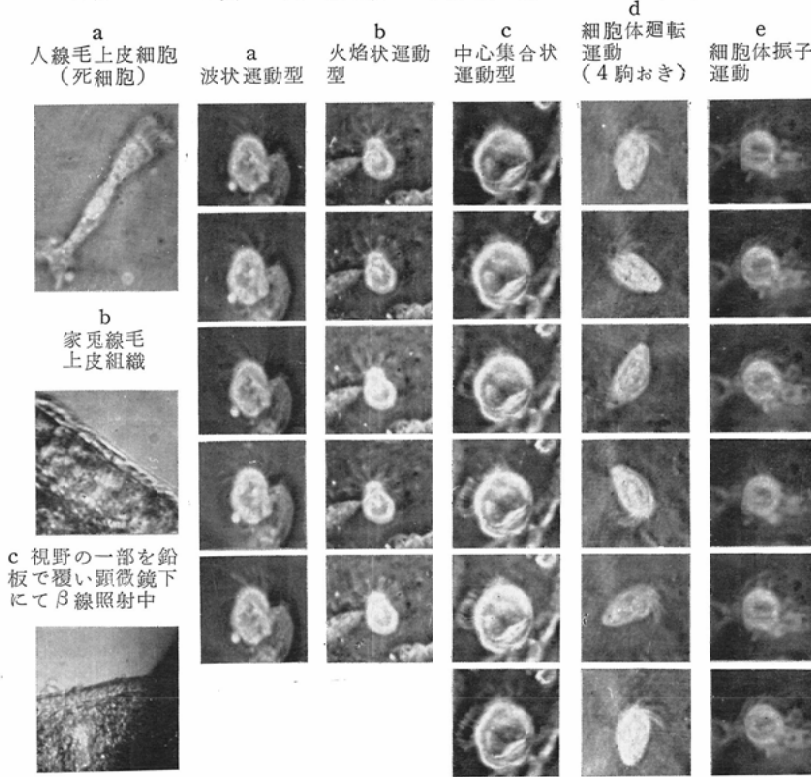 a
人線毛上皮細胞
(死細胞)
b
家兎線毛
上皮組織
c 視野の一部を鉛
板で覆い顕微鏡下
にてβ線照射中
a
波状運動型
b
火焰状運動
型
c
中心集合状
運動型
d
細胞体廻転
運動
(4駒おき)
e
細胞体振子
運動